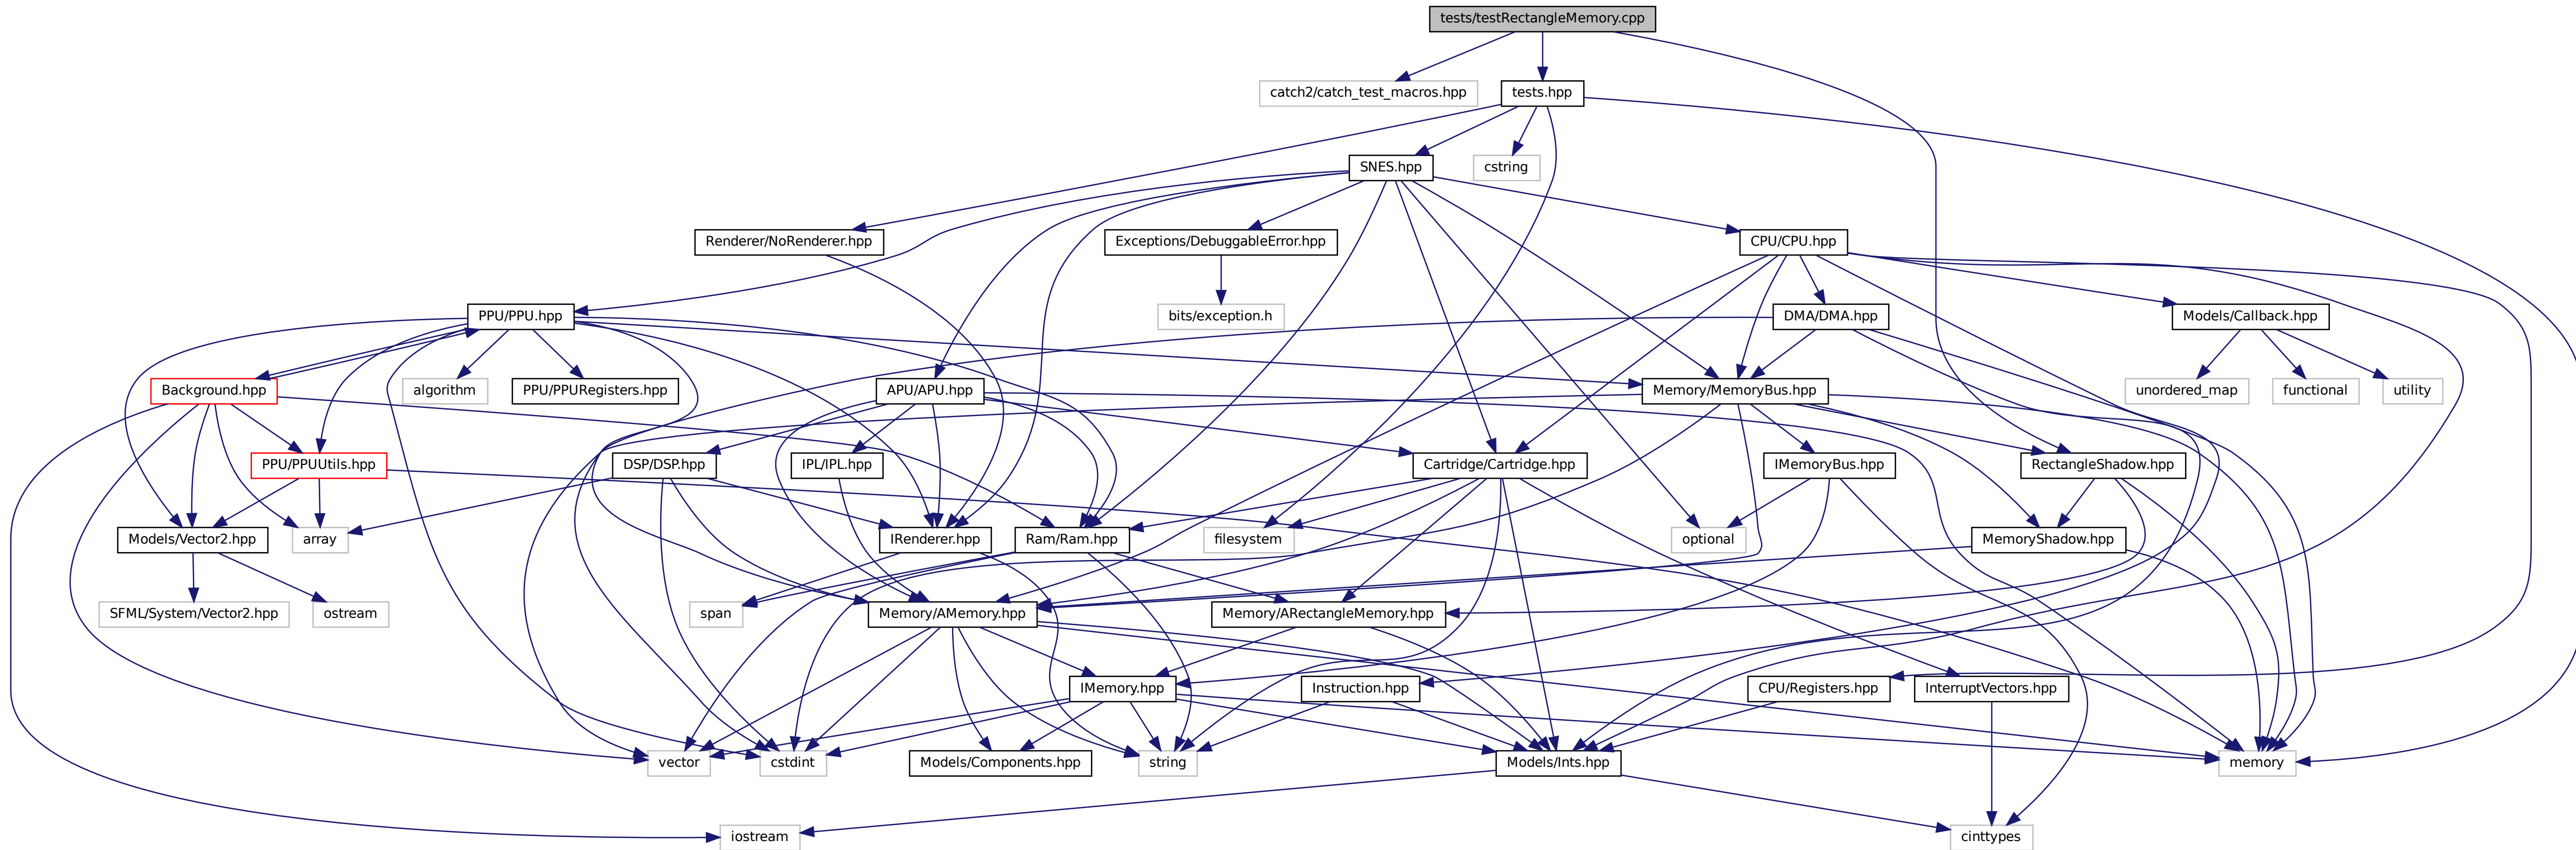 tests/testRectangleMemory.cpp
catch2/catch_test_macros.hpp
tests.hpp
SNES.hpp
cstring
Renderer/NoRenderer.hpp
Exceptions/DebuggableError.hpp
CPU/CPU.hpp
PPU/PPU.hpp
bits/exception.h
DMA/DMA.hpp
Models/Callback.hpp
Background.hpp
algorithm
PPU/PPURegisters.hpp
APU/APU.hpp
Memory/MemoryBus.hpp
unordered_map
functional
utility
PPU/PPUUtils.hpp
DSP/DSP.hpp
IPL/IPL.hpp
Cartridge/Cartridge.hpp
IMemoryBus.hpp
RectangleShadow.hpp
Models/Vector2.hpp
array
IRenderer.hpp
Ram/Ram.hpp
filesystem
optional
MemoryShadow.hpp
SFML/System/Vector2.hpp
ostream
span
Memory/AMemory.hpp
Memory/ARectangleMemory.hpp
IMemory.hpp
Instruction.hpp
CPU/Registers.hpp
InterruptVectors.hpp
vector
cstdint
Models/Components.hpp
string
Models/Ints.hpp
memory
iostream
cinttypes